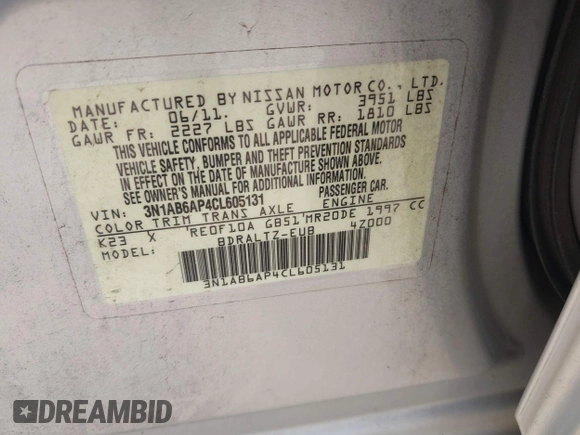 MANUFACTURED BY NISSAN MOTOR CO., LTD.
DATE: 06/11. GVWR: 3951 LBS
GAWR FR: 2227 LBS GAWR RR: 1810 LBS
THIS VEHICLE CONFORMS TO ALL APPLICABLE FEDERAL MOTOR
VEHICLE SAFETY, BUMPER AND THEFT PREVENTION STANDARDS
IN EFFECT ON THE DATE OF MANUFACTURE SHOWN ABOVE.
SEE OWNER'S MANUAL FOR ADDITIONAL INFORMATION.
VIN: 3N1AB6AP4CL605131 PASSENGER CAR.
COLOR TRIM TRANS AXLE ENGINE
K23 X 'RE0F10A GB51'MR20DE 1997 CC
MODEL: BDRALTZ-EUB 4Z000
3N1AB6AP4CL605131
DREAMBID